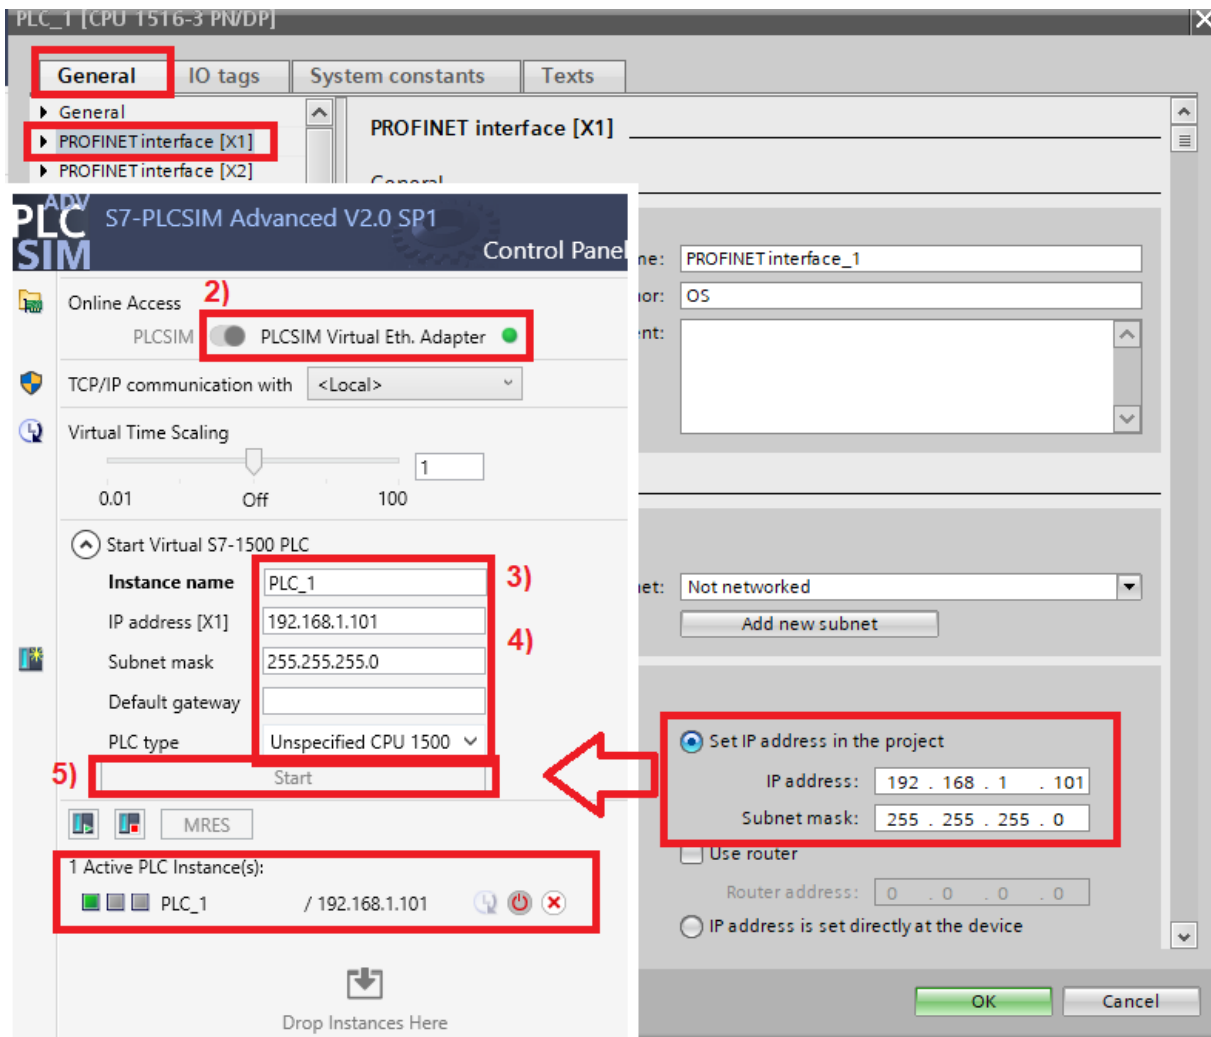 PLC_1 [CPU 1516-3 PN/DP]
General
IO tags
System constants
Texts
General
PROFINET interface [X1]
PROFINET interface [X2]
PROFINET interface [X1]
General
me:
PROFINET interface_1
hor:
OS
ent:
net:
Not networked
Add new subnet
Set IP address in the project
IP address:
192 . 168 . 1 . 101
Subnet mask:
255 . 255 . 255 . 0
Use router
Router address:
0 . 0 . 0 . 0
IP address is set directly at the device
OK
Cancel
ADV
PLC
SIM
S7-PLCSIM Advanced V2.0 SP1
Control Panel
Online Access
2)
PLCSIM
PLCSIM Virtual Eth. Adapter
TCP/IP communication with
<Local>
Virtual Time Scaling
1
0.01
Off
100
Start Virtual S7-1500 PLC
Instance name
PLC_1
3)
IP address [X1]
192.168.1.101
4)
Subnet mask
255.255.255.0
Default gateway
PLC type
Unspecified CPU 1500
5)
Start
MRES
1 Active PLC Instance(s):
PLC_1
/ 192.168.1.101
Drop Instances Here